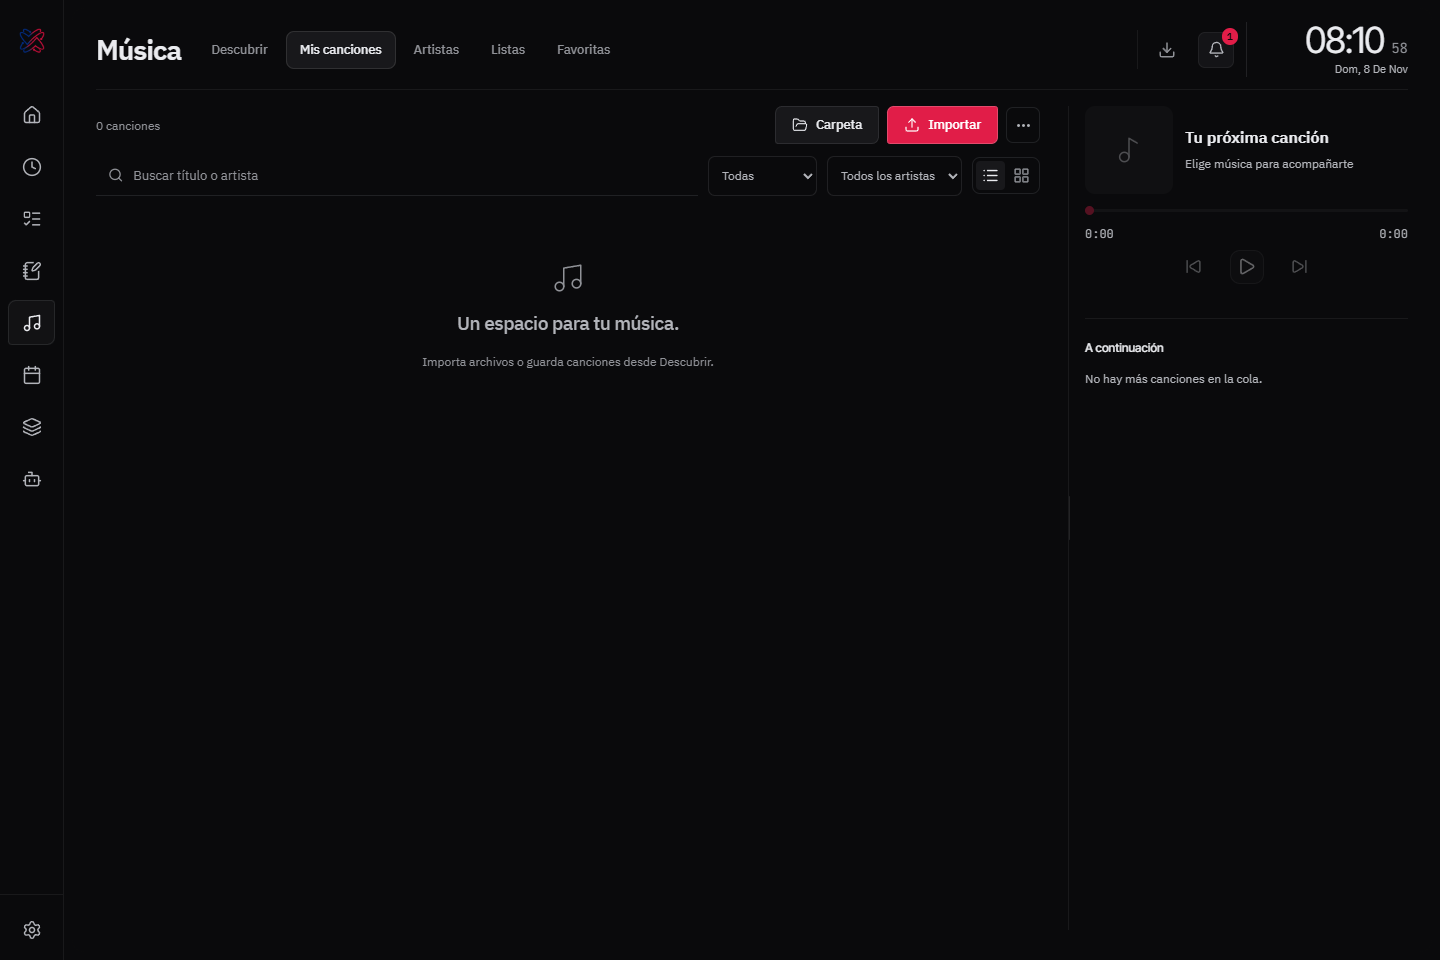 Música
Descubrir
Mis canciones
Artistas
Listas
Favoritas
1
08:10 58
Dom, 8 De Nov
0 canciones
Carpeta
Importar
Buscar título o artista
Todas
Todos los artistas
Un espacio para tu música.
Importa archivos o guarda canciones desde Descubrir.
Tu próxima canción
Elige música para acompañarte
0:00
0:00
A continuación
No hay más canciones en la cola.